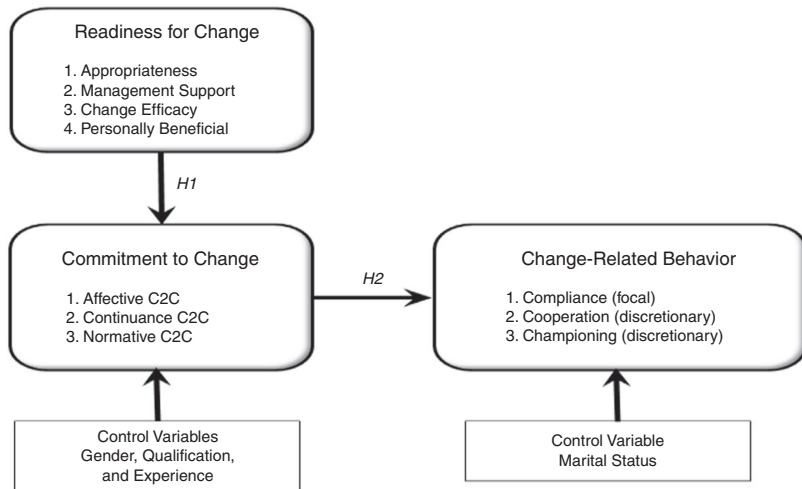 Readiness for Change
1. Appropriateness
2. Management Support
3. Change Efficacy
4. Personally Beneficial
H1
Commitment to Change
1. Affective C2C
2. Continuance C2C
3. Normative C2C
H2
Change-Related Behavior
1. Compliance (focal)
2. Cooperation (discretionary)
3. Championing (discretionary)
Control Variables
Gender, Qualification,
and Experience
Control Variable
Marital Status